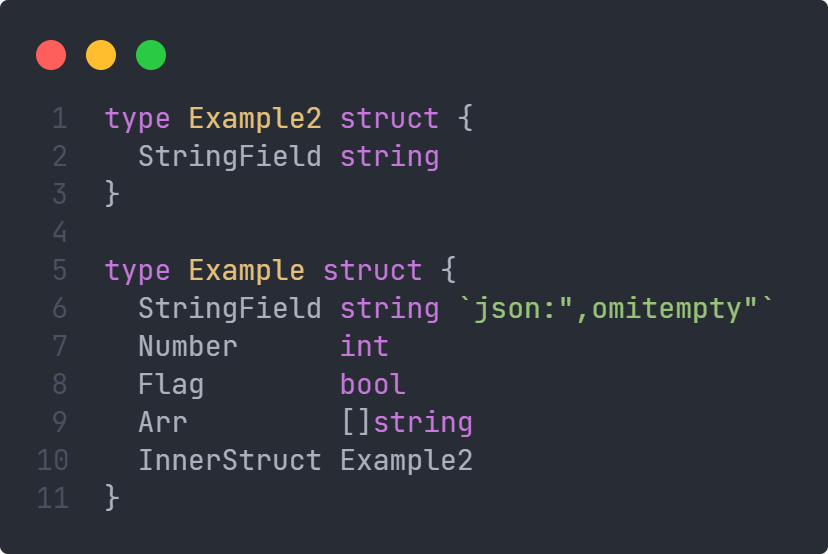 1 type Example2 struct {
2   StringField string
3 }
4
5 type Example struct {
6   StringField string `json:",omitempty"`
7   Number      int
8   Flag        bool
9   Arr         []string
10   InnerStruct Example2
11 }